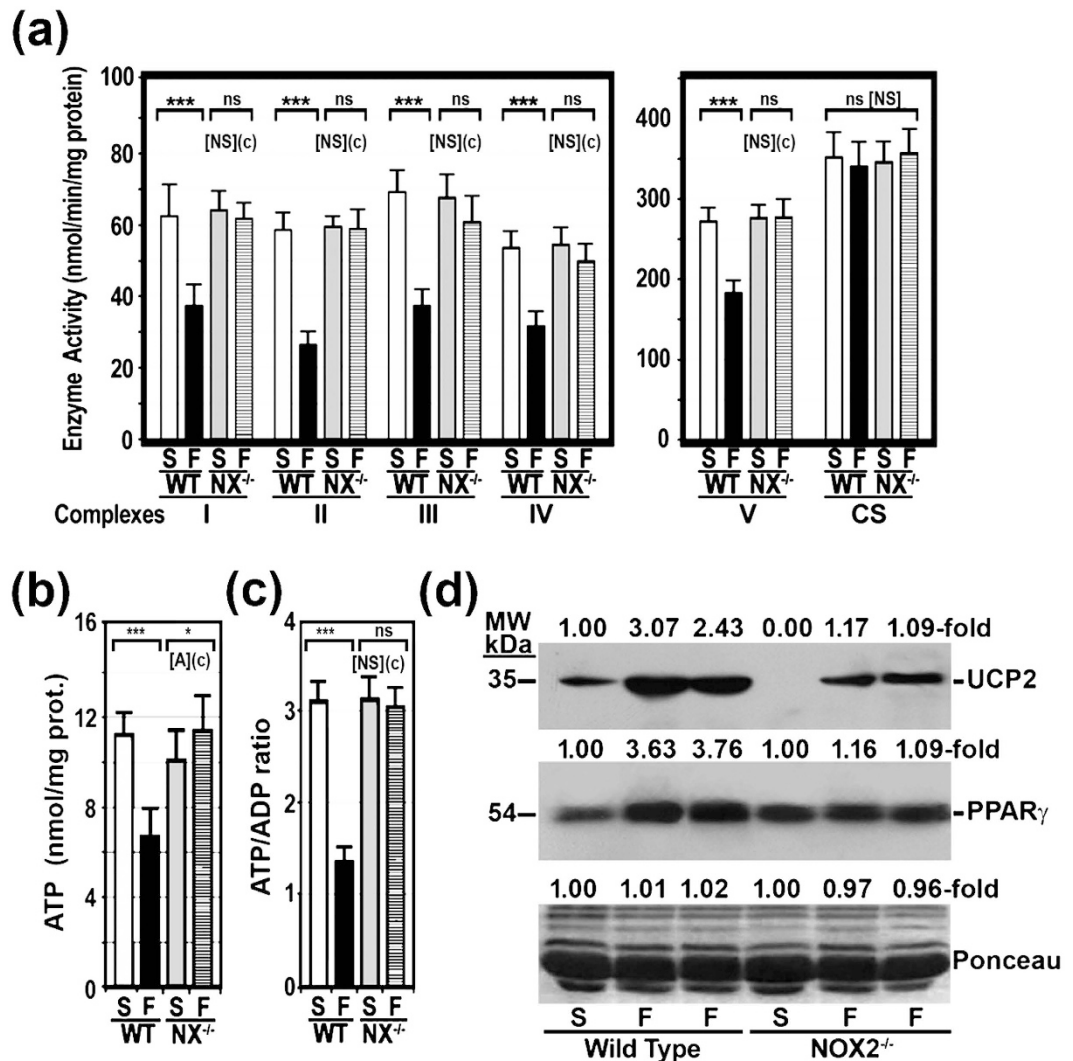 (a)
Enzyme Activity (nmol/min/mg protein)
100
80
60
40
20
0
*** ns *** ns *** ns *** ns
[NS](c) [NS](c) [NS](c) [NS](c)
S F S F S F S F S F S F S F S F
WT NX-/- WT NX-/- WT NX-/- WT NX-/-
Complexes I II III IV
400
300
200
100
0
*** ns ns [NS]
[NS](c)
S F S F S F S F
WT NX-/- WT NX-/-
V CS
(b)
ATP (nmol/mg prot.)
16
12
8
4
0
*** *
[A](c)
S F S F
WT NX-/-
(c)
ATP/ADP ratio
4
3
2
1
0
*** ns
[NS](c)
S F S F
WT NX-/-
(d)
MW
kDa
1.00 3.07 2.43 0.00 1.17 1.09-fold
35– -UCP2
1.00 3.63 3.76 1.00 1.16 1.09-fold
54– -PPARγ
1.00 1.01 1.02 1.00 0.97 0.96-fold
Ponceau
S F F S F F
Wild Type NOX2-/-